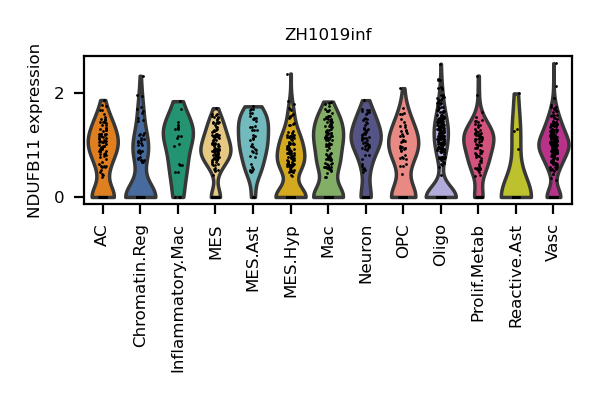 ZH1019inf
NDUFB11 expression
2
0
AC
Chromatin.Reg
Inflammatory.Mac
MES
MES.Ast
MES.Hyp
Mac
Neuron
OPC
Oligo
Prolif.Metab
Reactive.Ast
Vasc